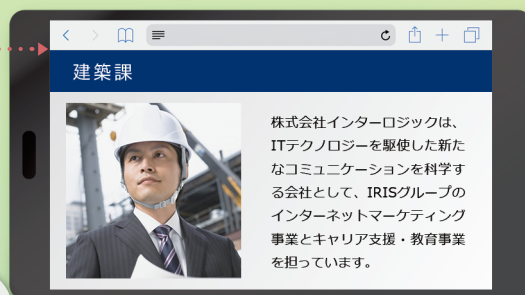 建築課
株式会社インターロジックは、
ITテクノロジーを駆使した新た
なコミュニケーションを科学す
る会社として、IRISグループの
インターネットマーケティング
事業とキャリア支援・教育事業
を担っています。